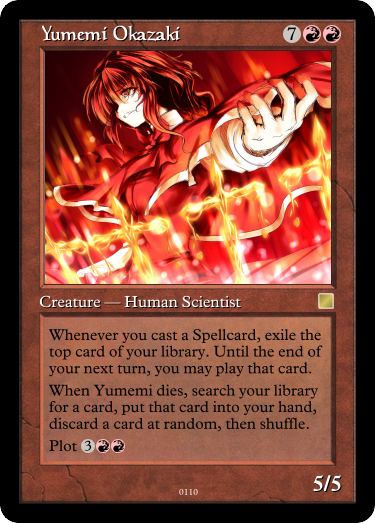 Yumemi Okazaki 7
Creature — Human Scientist
Whenever you cast a Spellcard, exile the
top card of your library. Until the end of
your next turn, you may play that card.
When Yumemi dies, search your library
for a card, put that card into your hand,
discard a card at random, then shuffle.
Plot 3
5/5
0110